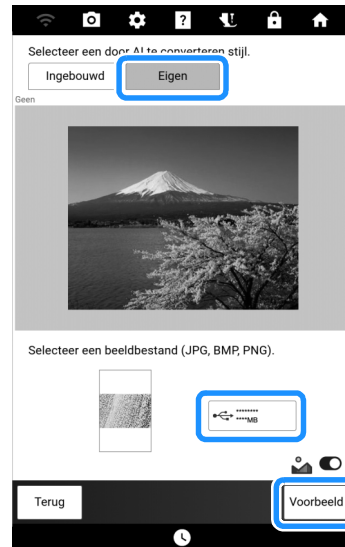 Selecteer een door AI te converteren stijl.
Ingebouwd
Eigen
Geen
Selecteer een beeldbestand (JPG, BMP, PNG).
********
****MB
Terug
Voorbeeld